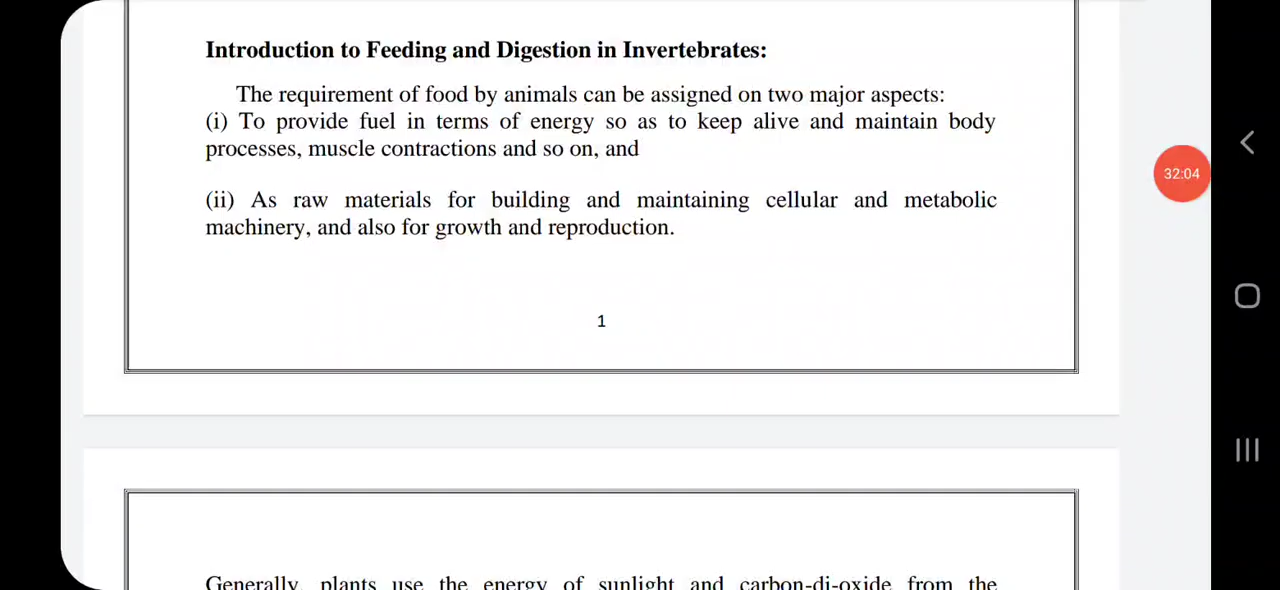 Introduction to Feeding and Digestion in Invertebrates:
The requirement of food by animals can be assigned on two major aspects:
(i) To provide fuel in terms of energy so as to keep alive and maintain body
processes, muscle contractions and so on, and
32:04
(ii) As raw materials for building and maintaining cellular and metabolic
machinery, and also for growth and reproduction.
1
Generally, plants use the energy of sunlight and carbon-di-oxide from the